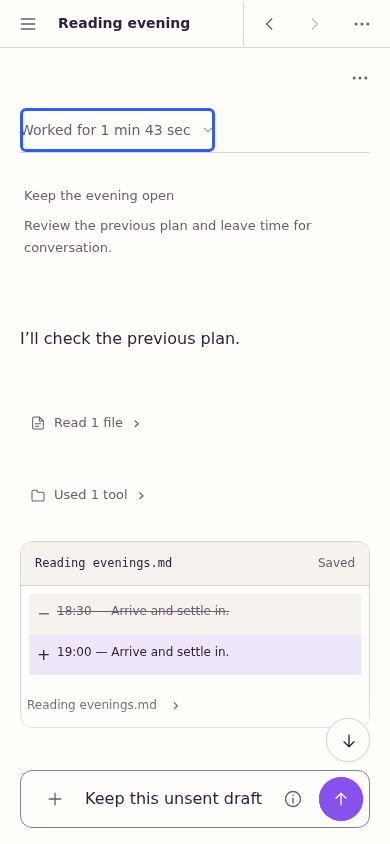 Reading evening
Worked for 1 min 43 sec
Keep the evening open
Review the previous plan and leave time for
conversation.
I’ll check the previous plan.
Read 1 file
Used 1 tool
Reading evenings.md
Saved
− 18:30 — Arrive and settle in.
+ 19:00 — Arrive and settle in.
Reading evenings.md
Keep this unsent draft